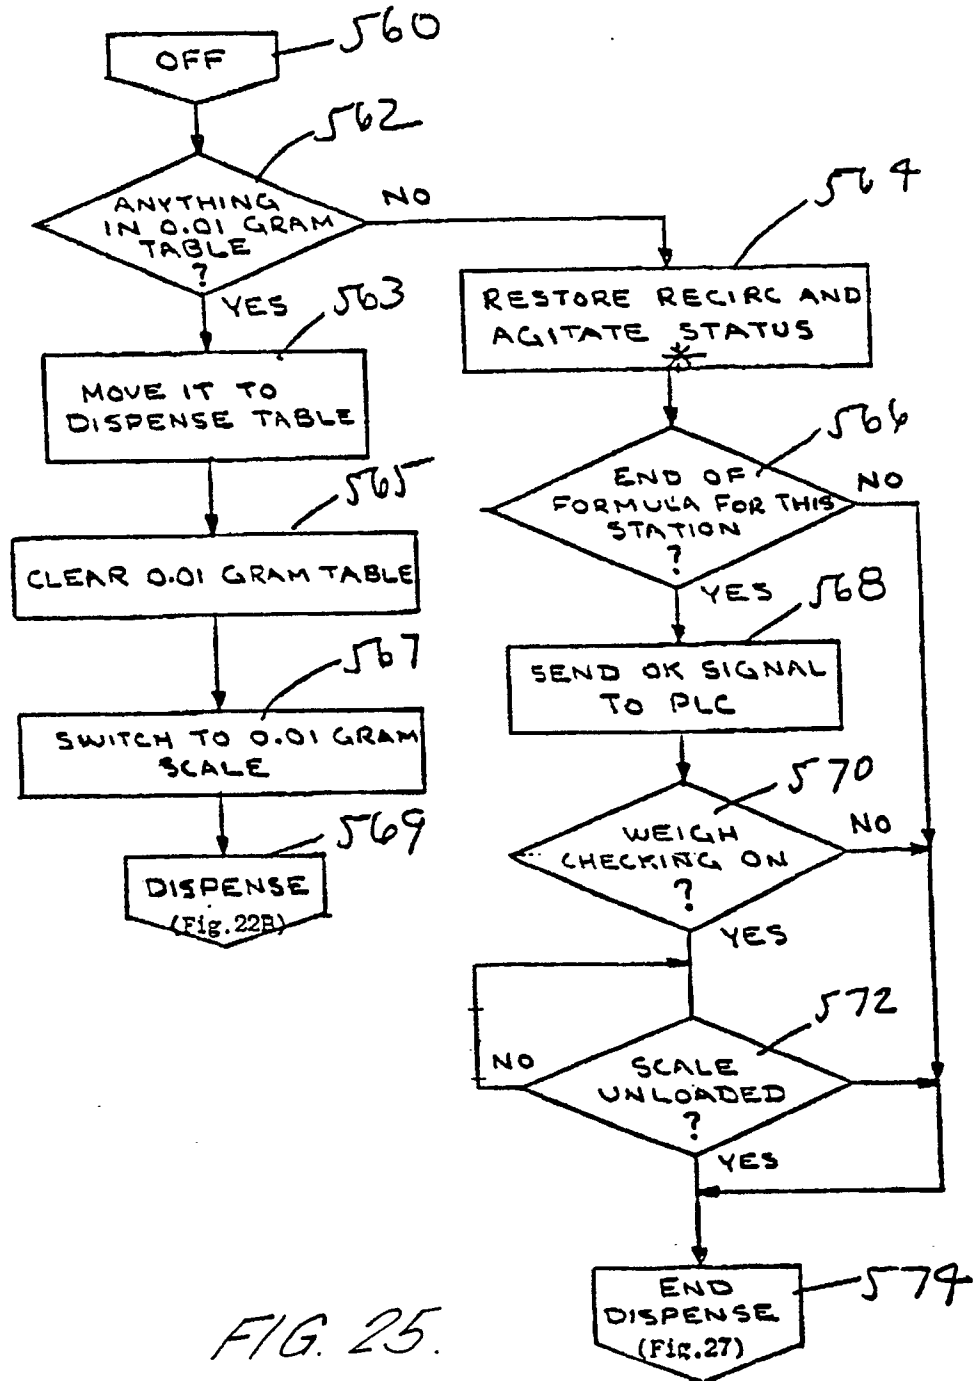 560
OFF
562
ANYTHING
IN 0.01 GRAM
TABLE
?
NO
YES
563
MOVE IT TO
DISPENSE TABLE
565
CLEAR 0.01 GRAM TABLE
567
SWITCH TO 0.01 GRAM
SCALE
569
DISPENSE
(Fig.22B)
564
RESTORE RECIRC AND
AGITATE STATUS
566
END OF
FORMULA FOR THIS
STATION
?
NO
YES
568
SEND OK SIGNAL
TO PLC
570
WEIGH
CHECKING ON
?
NO
YES
572
SCALE
UNLOADED
?
NO
YES
574
END
DISPENSE
(Fig.27)
FIG. 25.